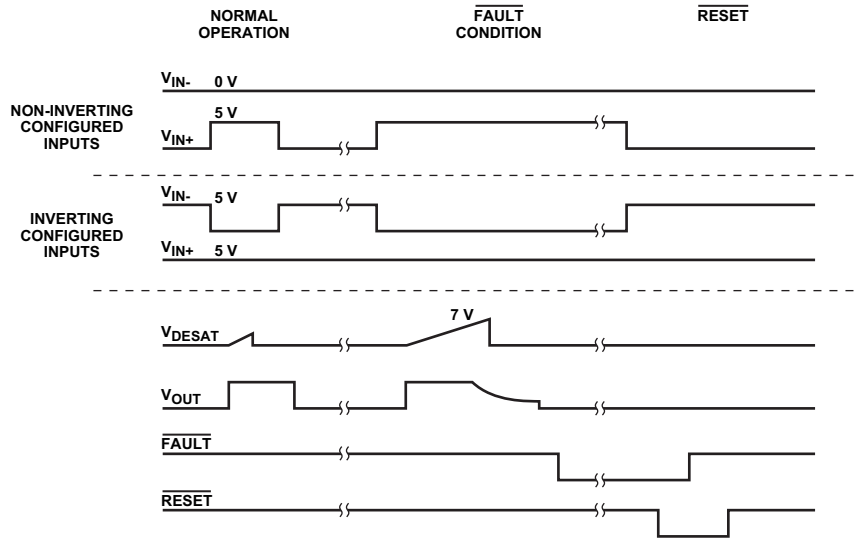 NORMAL
OPERATION
FAULT
CONDITION
RESET
VIN- 0 V
NON-INVERTING
CONFIGURED
INPUTS
5 V
VIN+
VIN- 5 V
INVERTING
CONFIGURED
INPUTS
VIN+ 5 V
7 V
VDESAT
VOUT
FAULT
RESET